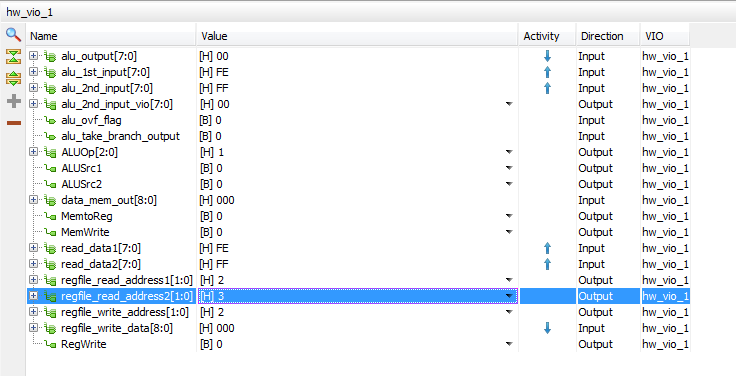 hw_vio_1
Name Value Activity Direction VIO
alu_output[7:0] [H] 00 Input hw_vio_1
alu_1st_input[7:0] [H] FE Input hw_vio_1
alu_2nd_input[7:0] [H] FF Input hw_vio_1
alu_2nd_input_vio[7:0] [H] 00 Output hw_vio_1
alu_ovf_flag [B] 0 Input hw_vio_1
alu_take_branch_output [B] 0 Input hw_vio_1
ALUOp[2:0] [H] 1 Output hw_vio_1
ALUSrc1 [B] 0 Output hw_vio_1
ALUSrc2 [B] 0 Output hw_vio_1
data_mem_out[8:0] [H] 000 Input hw_vio_1
MemtoReg [B] 0 Output hw_vio_1
MemWrite [B] 0 Output hw_vio_1
read_data1[7:0] [H] FE Input hw_vio_1
read_data2[7:0] [H] FF Input hw_vio_1
regfile_read_address1[1:0] [H] 2 Output hw_vio_1
regfile_read_address2[1:0] [H] 3 Output hw_vio_1
regfile_write_address[1:0] [H] 2 Output hw_vio_1
regfile_write_data[8:0] [H] 000 Input hw_vio_1
RegWrite [B] 0 Output hw_vio_1